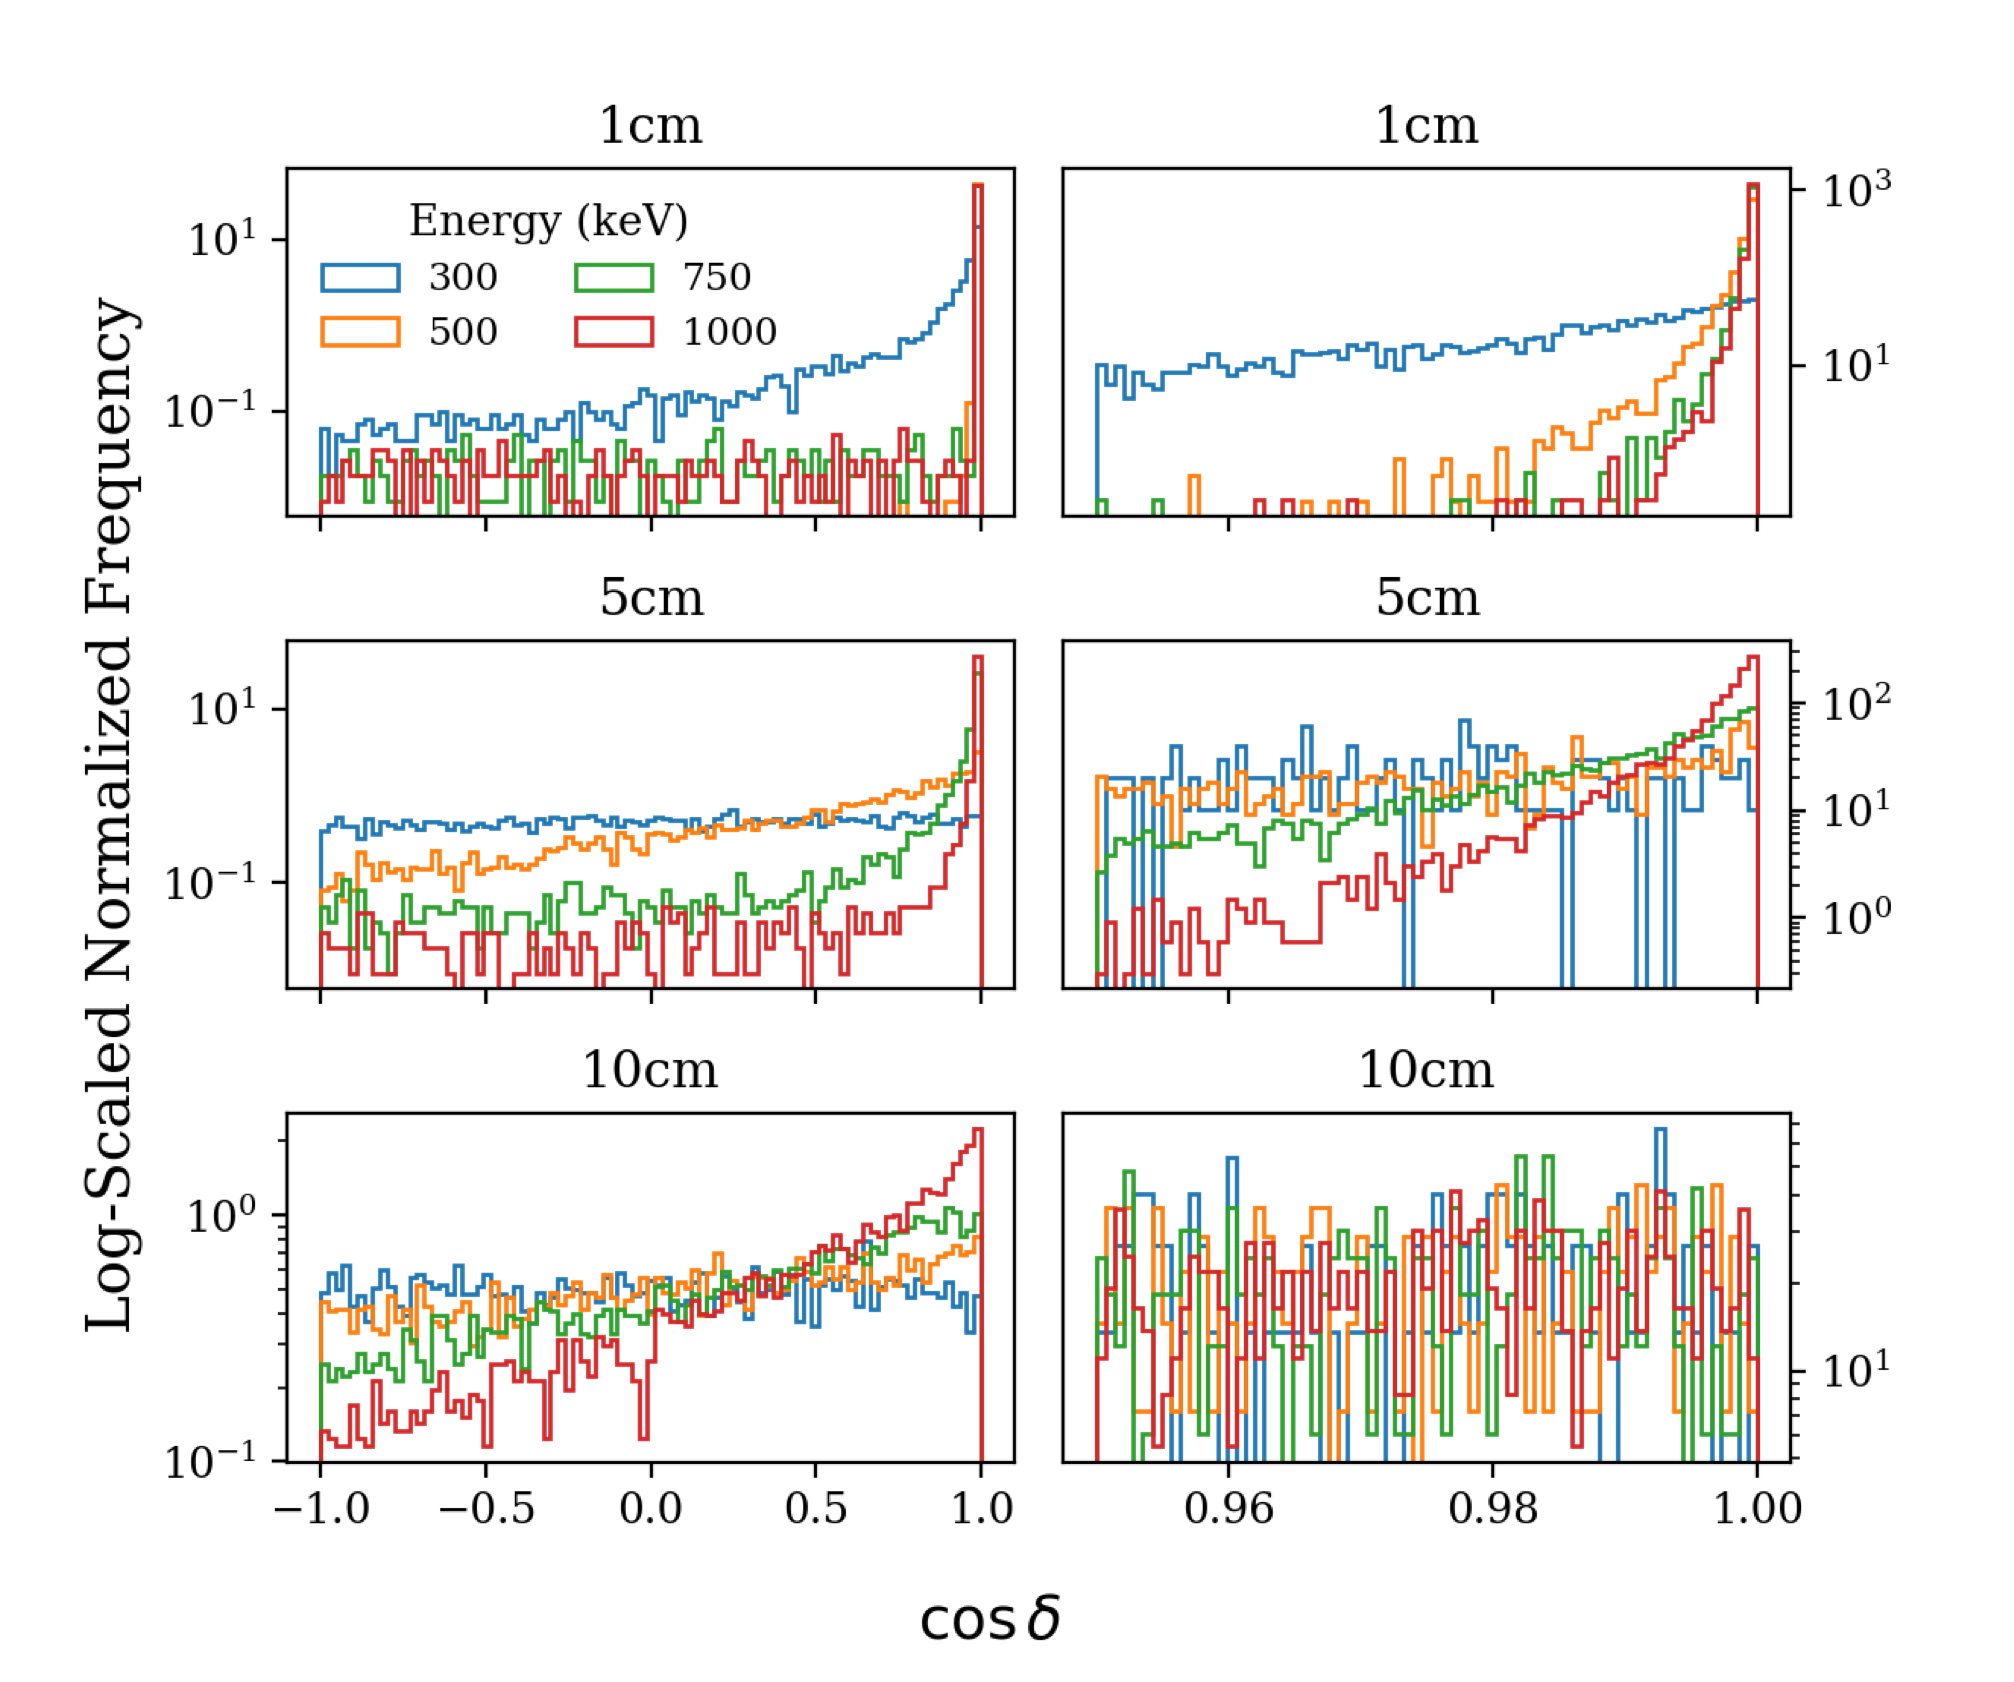 1cm
1cm
10¹
10⁻¹
Energy (keV)
300
750
500
1000
10³
10¹
5cm
5cm
10¹
10⁻¹
10²
10¹
10⁰
10cm
10cm
10⁰
10⁻¹
10¹
−1.0 −0.5 0.0 0.5 1.0
0.96 0.98 1.00
Log-Scaled Normalized Frequency
cos δ